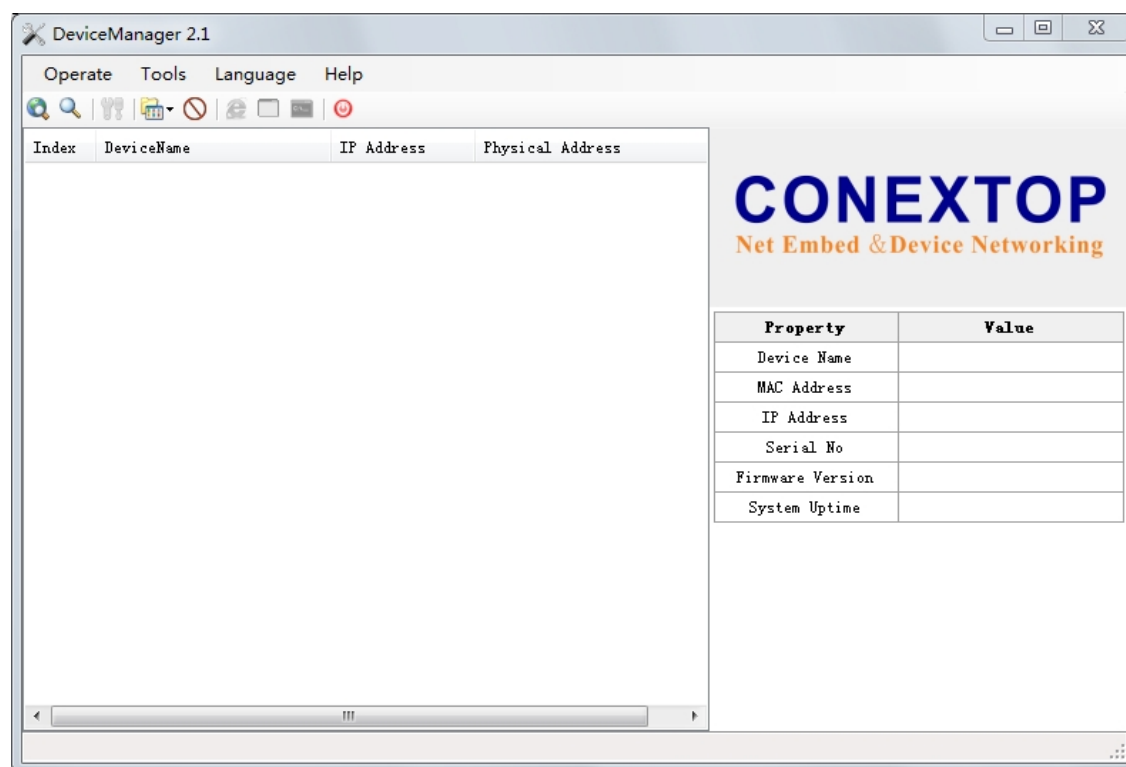 DeviceManager 2.1
Operate Tools Language Help
Index DeviceName IP Address Physical Address
CONEXTOP
Net Embed &Device Networking
Property Value
Device Name
MAC Address
IP Address
Serial No
Firmware Version
System Uptime